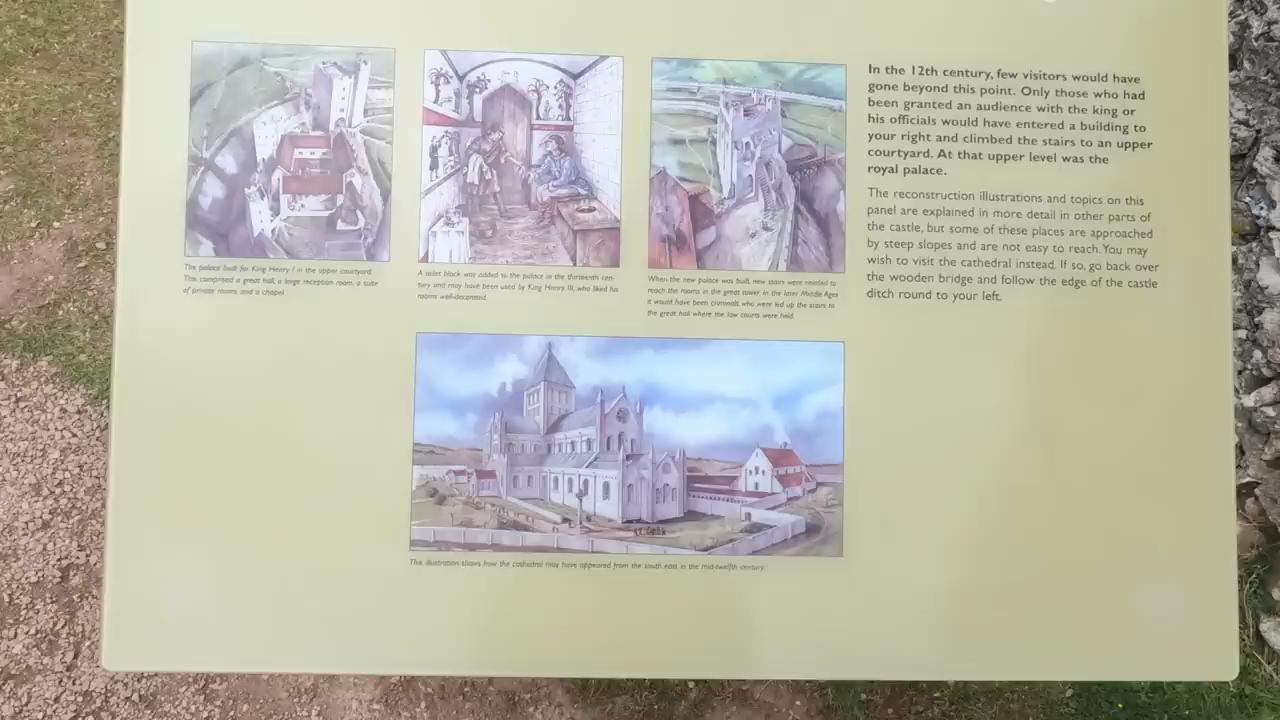 The palace built for King Henry I in the upper courtyard.
This comprised a great hall, a large reception room, a suite
of private rooms and a chapel.
A toilet block was added to the palace in the thirteenth cen-
tury and may have been used by King Henry III, who liked his
rooms well-decorated.
When the new palace was built, new stairs were needed to
reach the rooms in the great tower. In the later Middle Ages
it would have been criminals who were led up the stairs to
the great hall where the law courts were held.
In the 12th century, few visitors would have
gone beyond this point. Only those who had
been granted an audience with the king or
his officials would have entered a building to
your right and climbed the stairs to an upper
courtyard. At that upper level was the
royal palace.
The reconstruction illustrations and topics on this
panel are explained in more detail in other parts of
the castle, but some of these places are approached
by steep slopes and are not easy to reach. You may
wish to visit the cathedral instead. If so, go back over
the wooden bridge and follow the edge of the castle
ditch round to your left.
This illustration shows how the cathedral may have appeared from the south east in the mid-twelfth century.